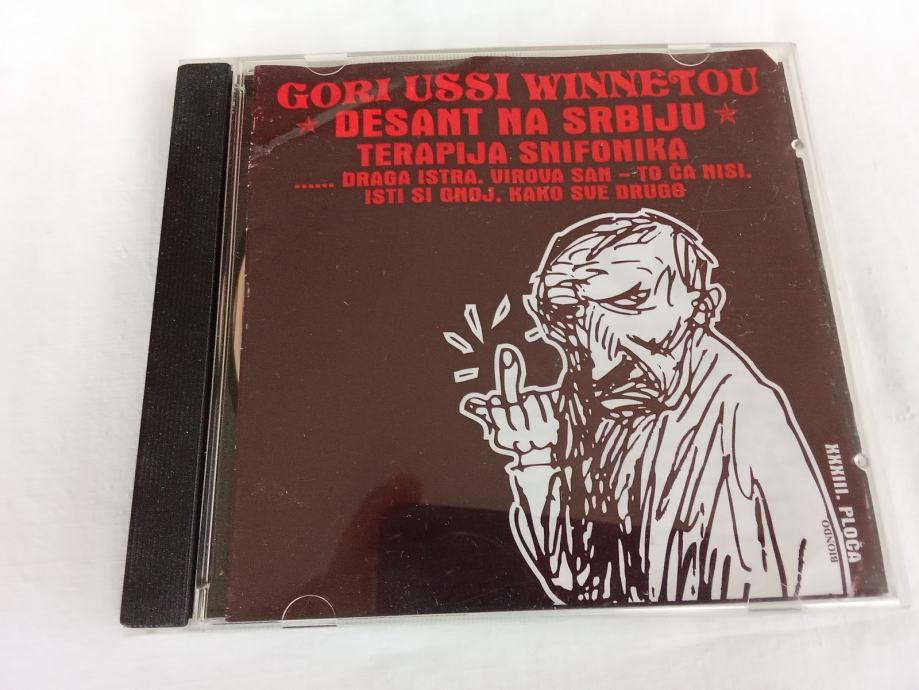 GORI USSI WINNETOU
★ DESANT NA SRBIJU ★
TERAPIJA SNIFONIKA
...... DRAGA ISTRA. VIROVA SAN – TO ČA NISI.
ISTI SI GNOJ. KAKO SVE DRUGO
XXXIII. PLOČA
BIONDO